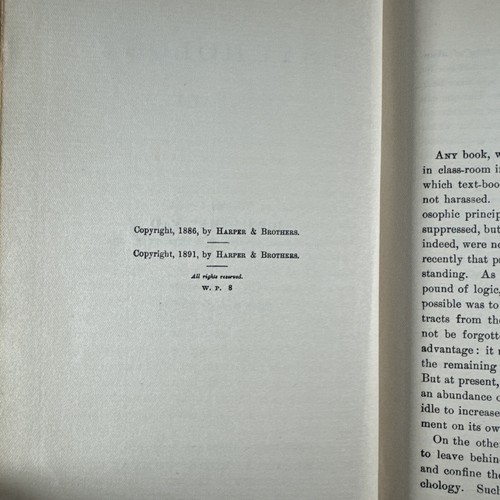 Copyright, 1886, by HARPER & BROTHERS.
Copyright, 1891, by HARPER & BROTHERS.
All rights reserved.
W. P. 8
ANY book, w
in class-room i
which text-boo
not harassed.
osophic princip
suppressed, but
indeed, were no
recently that p
standing. As
pound of logic,
possible was to
tracts from the
not be forgotte
advantage: it n
the remaining
But at present,
an abundance o
idle to increase
ment on its ow
On the othe
to leave behin
and confine the
chology. Such